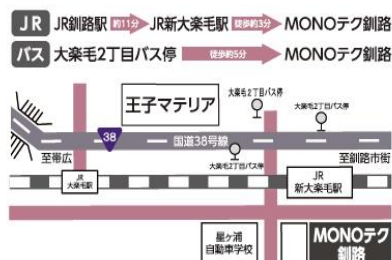 JR JR釧路駅 約11分 JR新大楽毛駅 徒歩約3分 MONOテク釧路
バス 大楽毛2丁目バス停 徒歩約5分 MONOテク釧路
大楽毛2丁目バス停
王子マテリア
大楽毛2丁目バス停
38
国道38号線
至帯広
大楽毛2丁目バス停
至釧路市街
JR
大楽毛駅
JR
新大楽毛駅
星ヶ浦
自動車学校
MONOテク
釧路